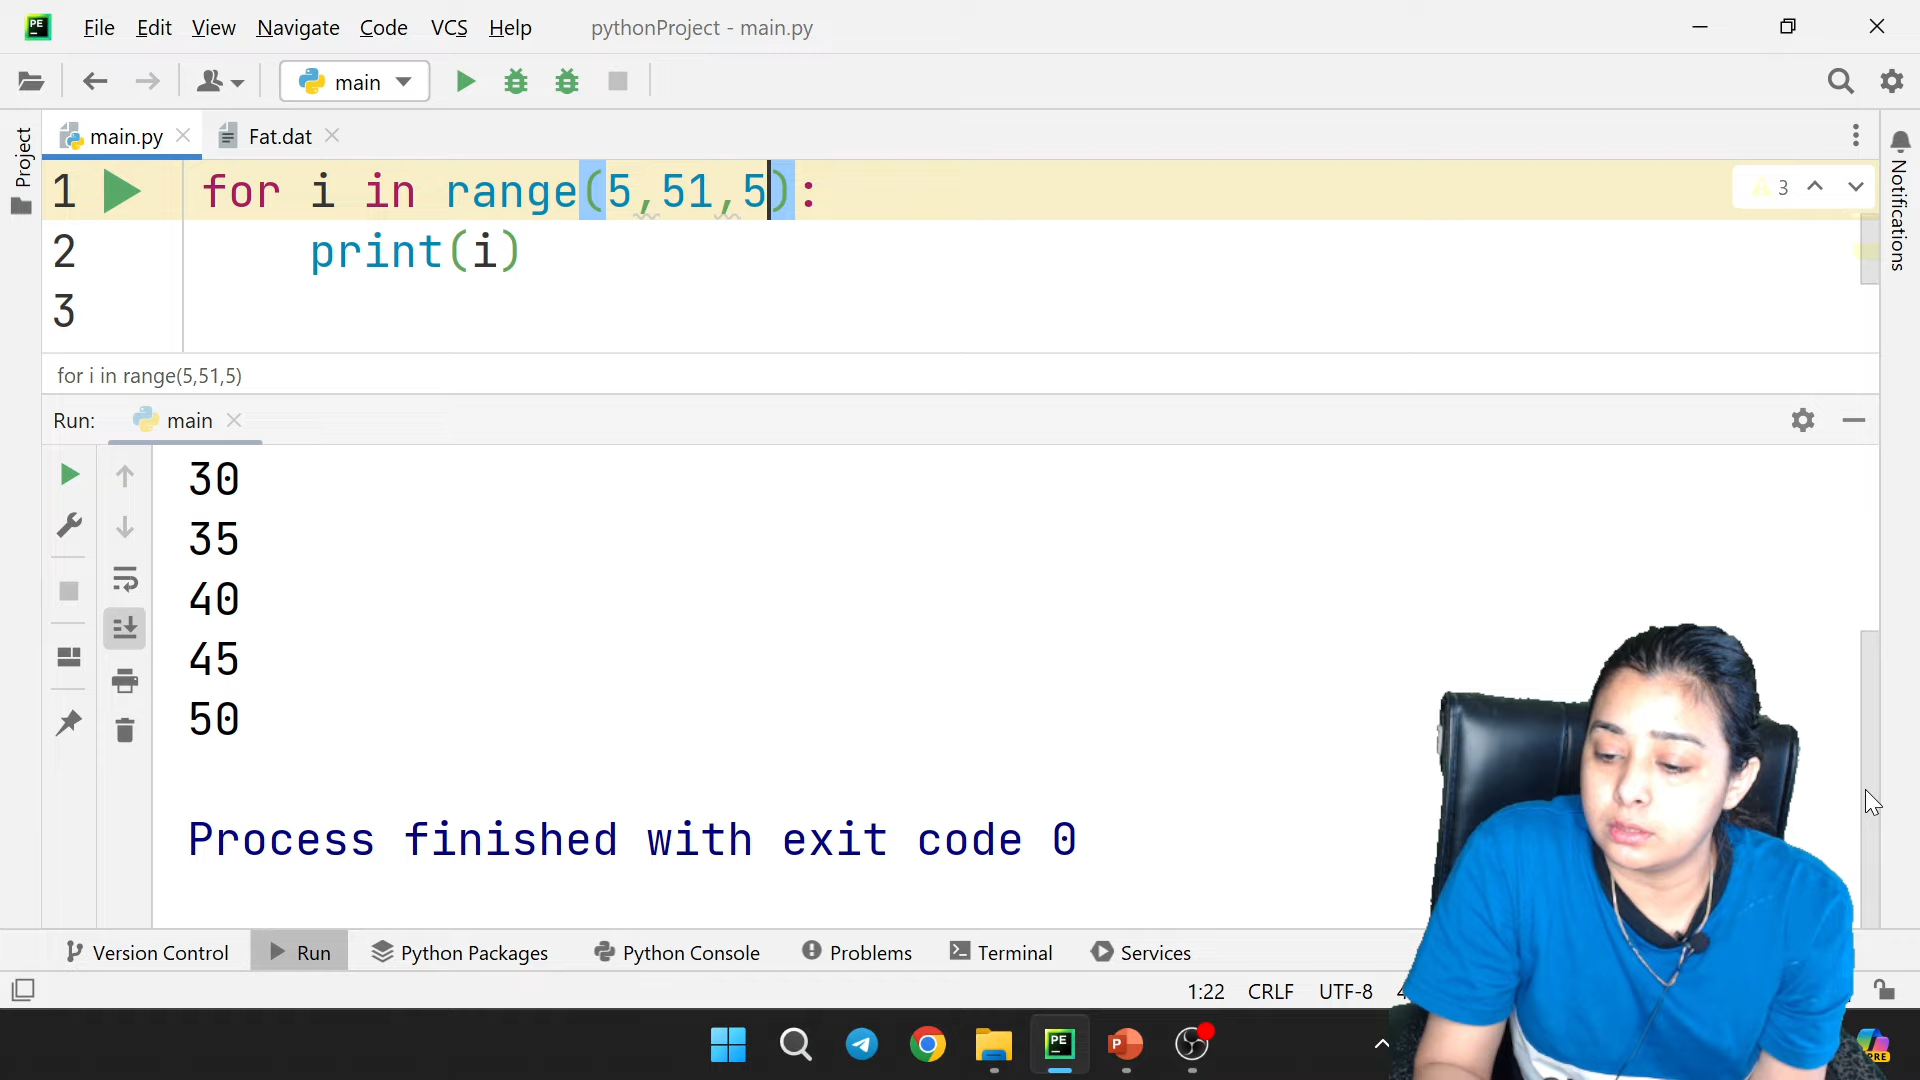 PE File Edit View Navigate Code VCS Help pythonProject - main.py
main
Project
main.py
Fat.dat
Notifications
1 for i in range(5,51,5):
3
2 print(i)
3
for i in range(5,51,5)
Run: main
30
35
40
45
50
Process finished with exit code 0
Version Control Run Python Packages Python Console Problems Terminal Services
1:22 CRLF UTF-8
PE P PRE